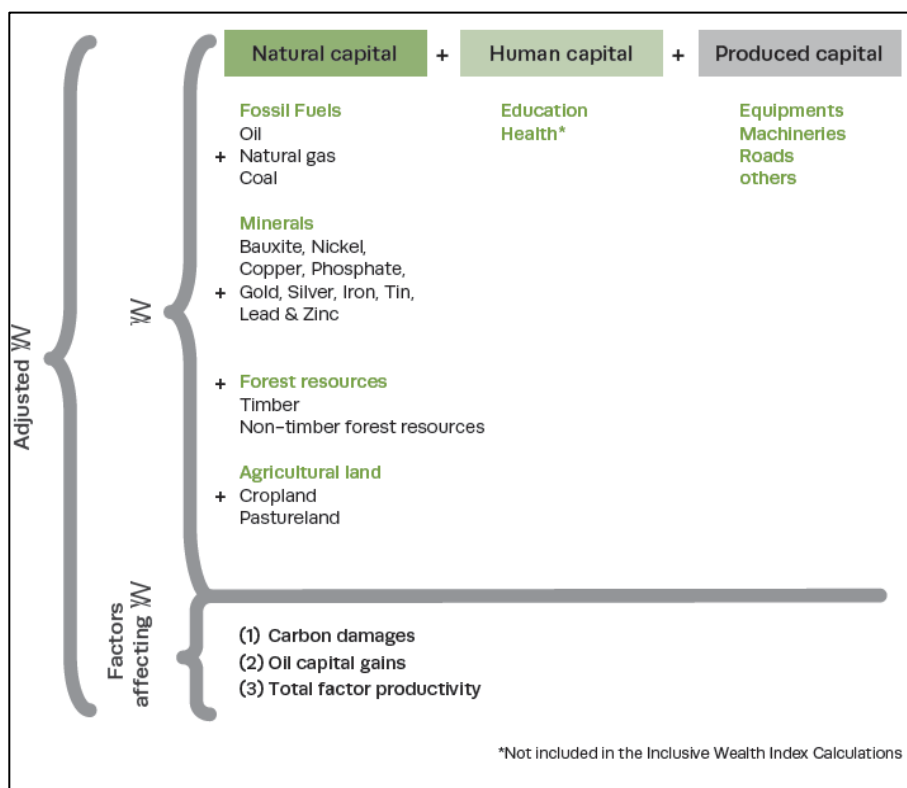 Natural capital + Human capital + Produced capital
Fossil Fuels
Oil
+ Natural gas
Coal
Education
Health*
Equipments
Machineries
Roads
others
Minerals
Bauxite, Nickel,
Copper, Phosphate,
+ Gold, Silver, Iron, Tin,
Lead & Zinc
+ Forest resources
Timber
Non-timber forest resources
Agricultural land
+ Cropland
Pastureland
Adjusted
Factors
affecting
(1) Carbon damages
(2) Oil capital gains
(3) Total factor productivity
*Not included in the Inclusive Wealth Index Calculations